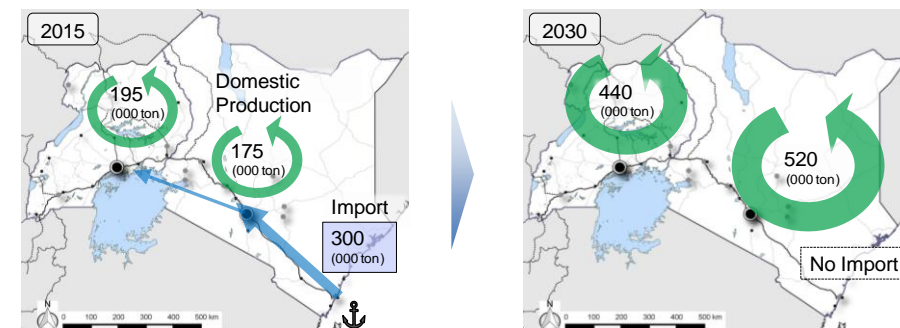 2015
195
(000 ton)
Domestic
Production
175
(000 ton)
Import
300
(000 ton)
N
0 100 200 300 400 500 km
2030
440
(000 ton)
520
(000 ton)
No Import
N
0 100 200 300 400 500 km